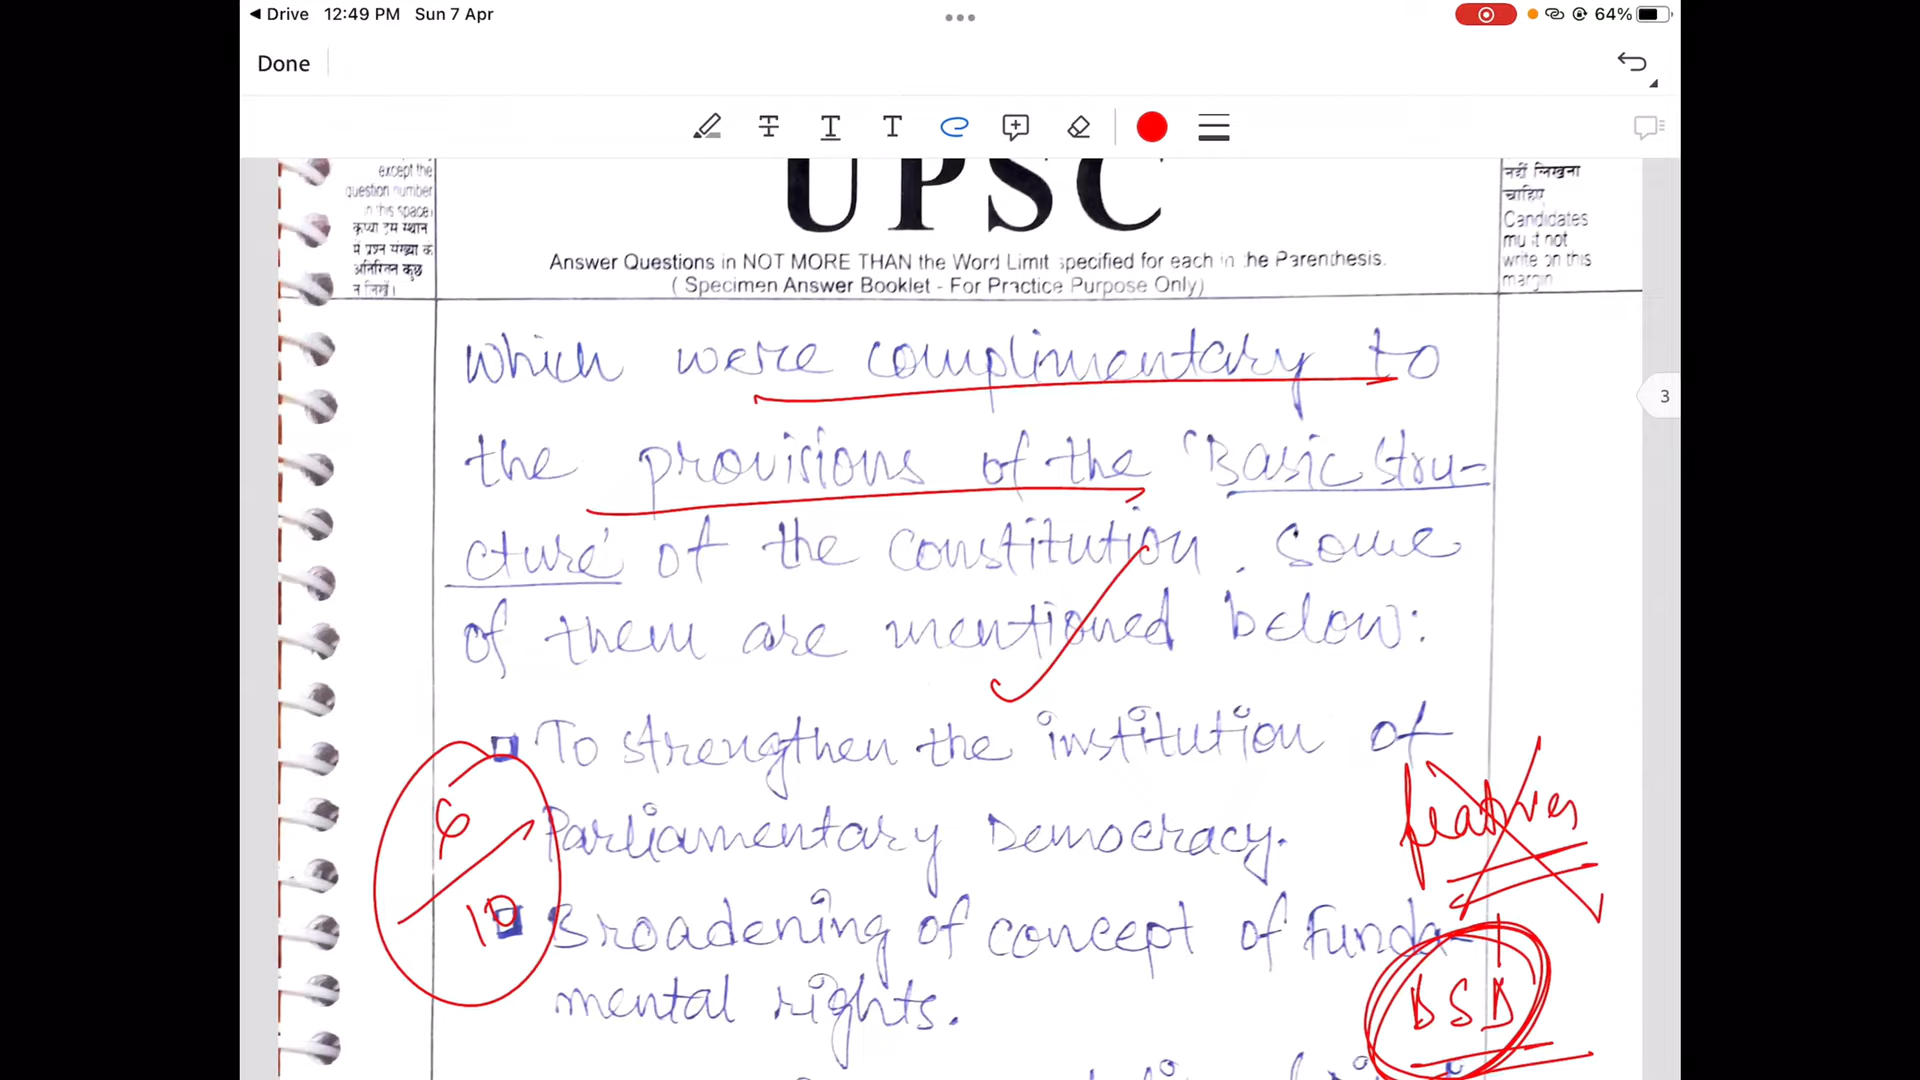 Drive 12:49 PM Sun 7 Apr
64%
Done
except the
question number
in this space.
कृप्या इस स्थान
में प्रश्न संख्या के
अतिरिक्त कुछ
न लिखें।
UPSC
Answer Questions in NOT MORE THAN the Word Limit specified for each in the Parenthesis.
( Specimen Answer Booklet - For Practice Purpose Only)
नहीं लिखना
चाहिए
Candidates
must not
write on this
margin
3
which were complimentary to
the provisions of the 'Basic Stru-
cture' of the constitution. Some
of them are mentioned below:
To strengthen the institution of
Parliamentary Democracy.
features
6
10
Broadening of concept of Funda-
mental rights.
BSD